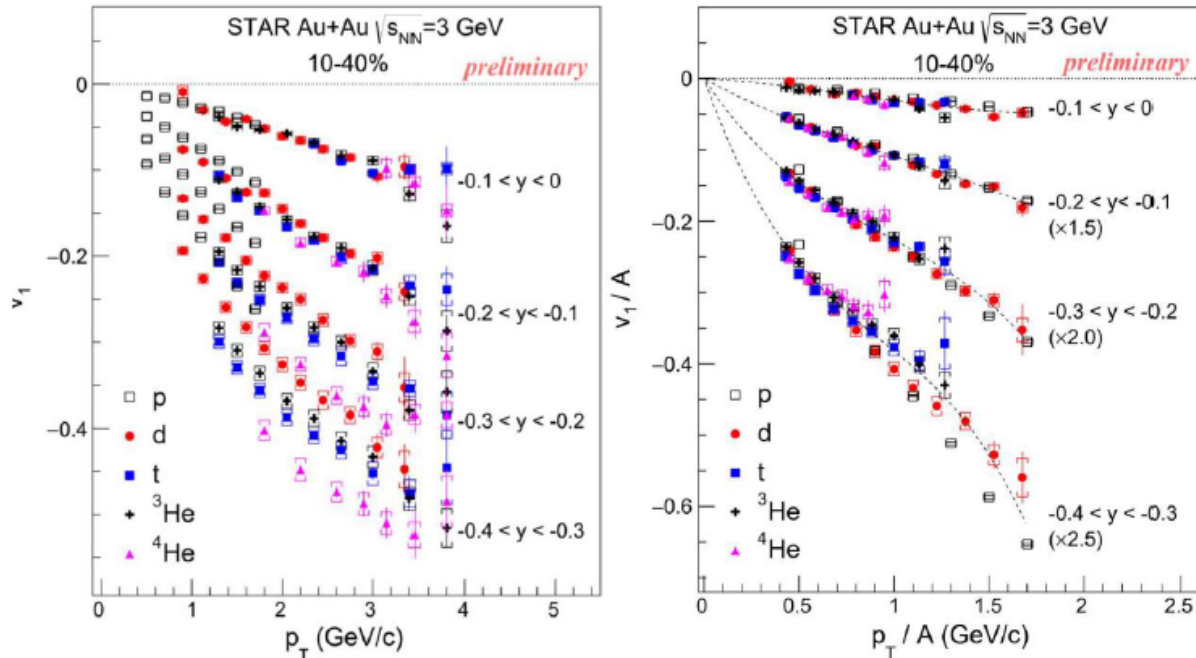 STAR Au+Au √s_NN=3 GeV
10-40% preliminary
0
−0.2
−0.4
v₁
-0.1 < y < 0
-0.2 < y < -0.1
-0.3 < y < -0.2
-0.4 < y < -0.3
p
d
t
³He
⁴He
0 1 2 3 4 5
p_T (GeV/c)
STAR Au+Au √s_NN=3 GeV
10-40% preliminary
0
−0.2
−0.4
−0.6
v₁ / A
-0.1 < y < 0
-0.2 < y < -0.1
(×1.5)
-0.3 < y < -0.2
(×2.0)
-0.4 < y < -0.3
(×2.5)
p
d
t
³He
⁴He
0 0.5 1 1.5 2 2.5
p_T / A (GeV/c)